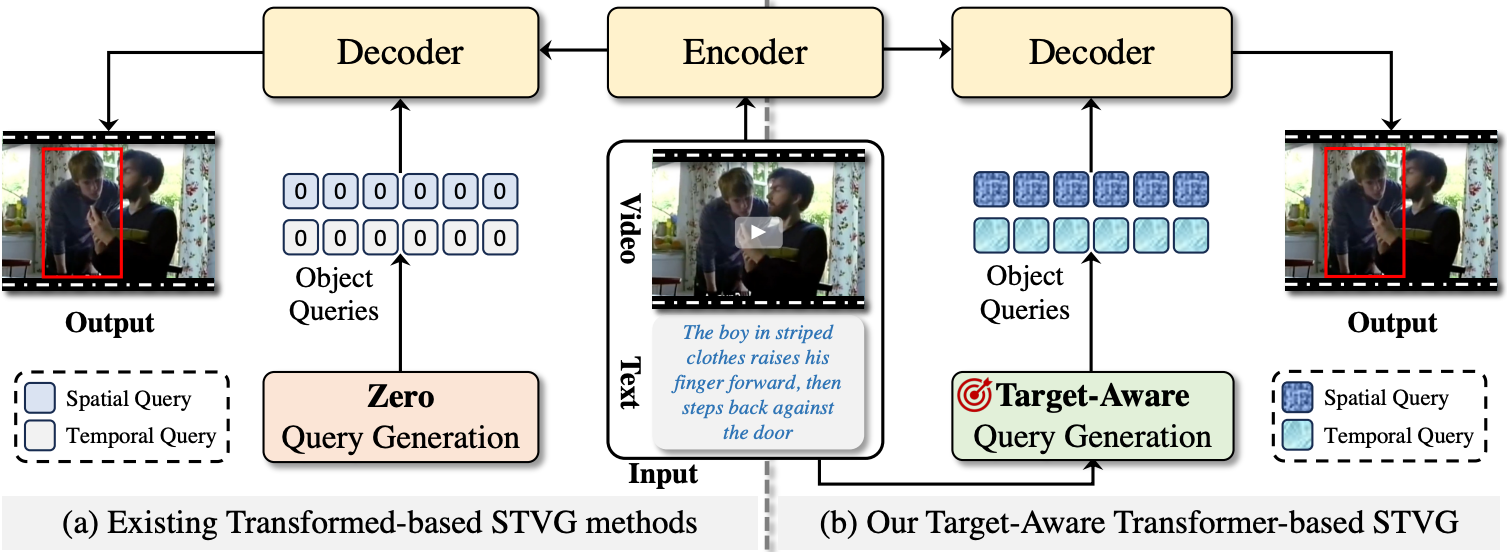 Decoder
Encoder
Decoder
0 0 0 0 0 0
0 0 0 0 0 0
Object
Queries
Output
Spatial Query
Temporal Query
Zero
Query Generation
Video
Text
The boy in striped
clothes raises his
finger forward, then
steps back against
the door
Input
Object
Queries
Target-Aware
Query Generation
Output
Spatial Query
Temporal Query
(a) Existing Transformed-based STVG methods
(b) Our Target-Aware Transformer-based STVG